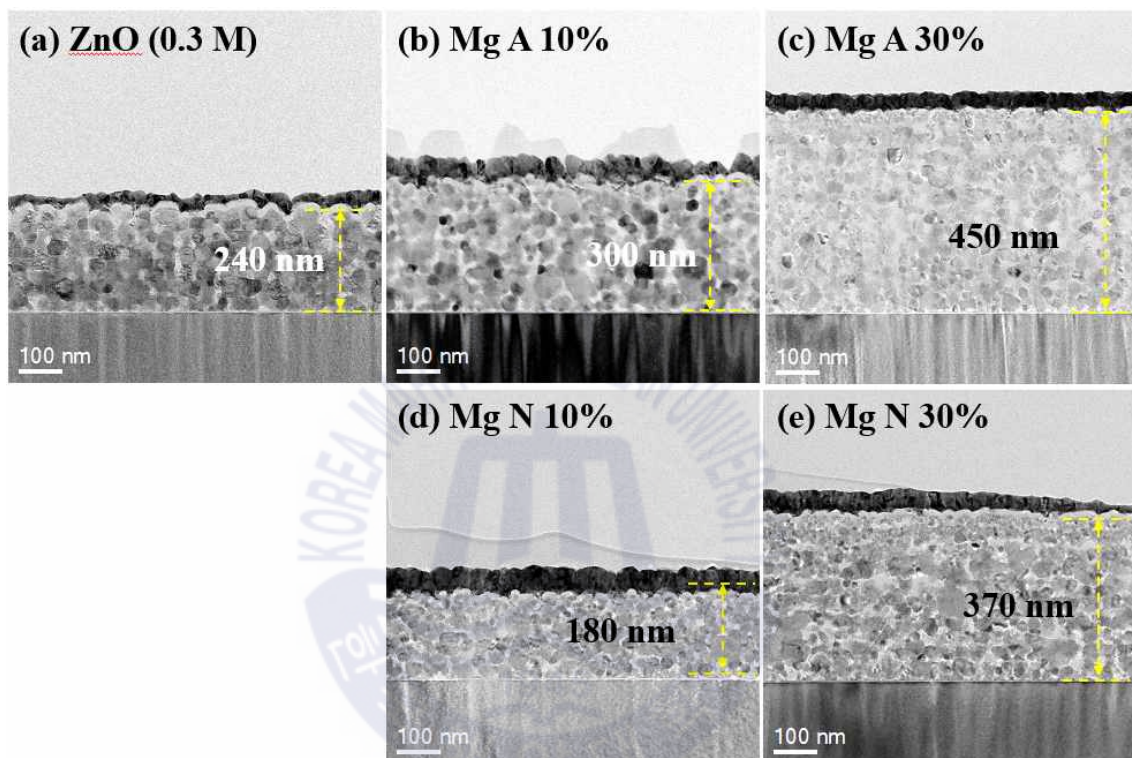 (a) ZnO (0.3 M)
(b) Mg A 10%
(c) Mg A 30%
240 nm
300 nm
450 nm
100 nm
100 nm
100 nm
(d) Mg N 10%
(e) Mg N 30%
180 nm
370 nm
100 nm
100 nm